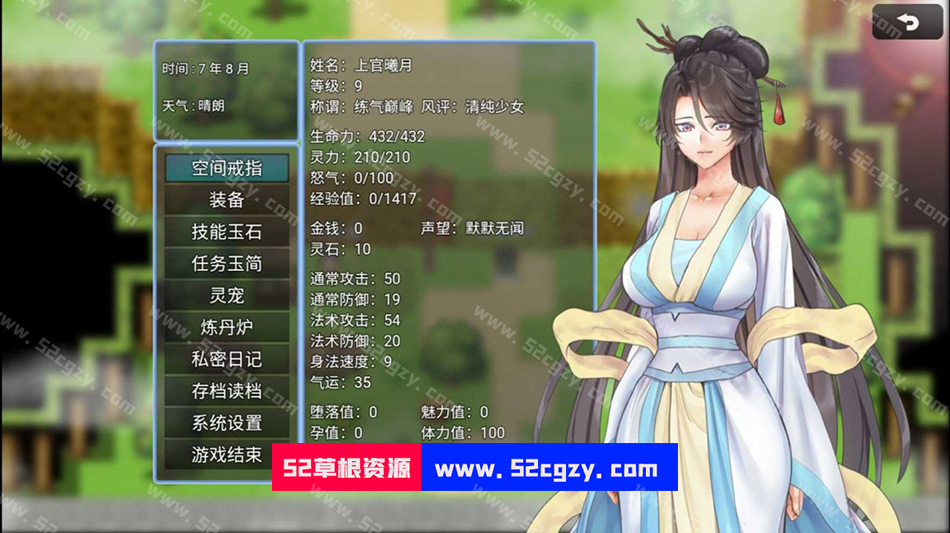 时间:7年8月
天气:晴朗
空间戒指
装备
技能玉石
任务玉简
灵宠
炼丹炉
私密日记
存档读档
系统设置
游戏结束
姓名：上官曦月
等级：9
称谓：练气巅峰 风评：清纯少女
生命力：432/432
灵力：210/210
怒气：0/100
经验值：0/1417
金钱：0 声望：默默无闻
灵石：10
通常攻击：50
通常防御：19
法术攻击：54
法术防御：20
身法速度：9
气运：35
堕落值：0 魅力值：0
孕值：0 体力值：100
52草根资源 www.52cgzy.com
www.52cgzy.com